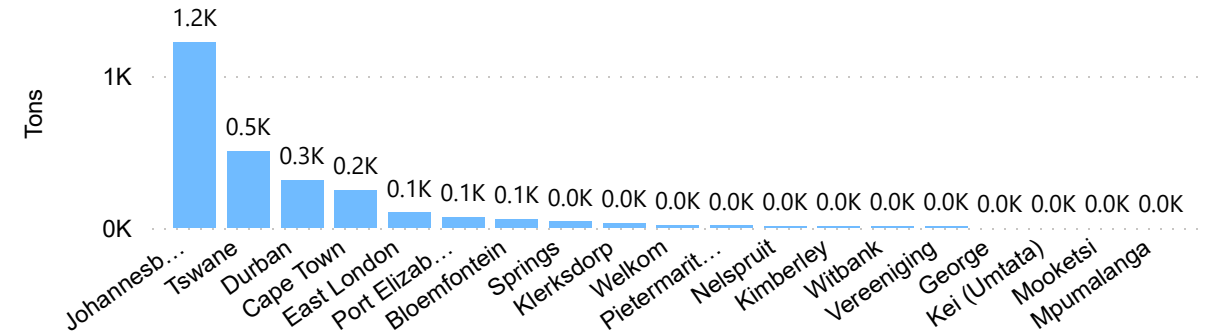 1.2K
1K
0.5K
0.3K
0.2K
0.1K
0.1K
0.1K
0.0K
0.0K
0.0K
0.0K
0.0K
0.0K
0.0K
0.0K
0.0K
0.0K
0.0K
0.0K
0K
Tons
Johannesb...
Tswane
Durban
Cape Town
East London
Port Elizab...
Bloemfontein
Springs
Klerksdorp
Welkom
Pietermarit...
Nelspruit
Kimberley
Witbank
Vereeniging
George
Kei (Umtata)
Mooketsi
Mpumalanga